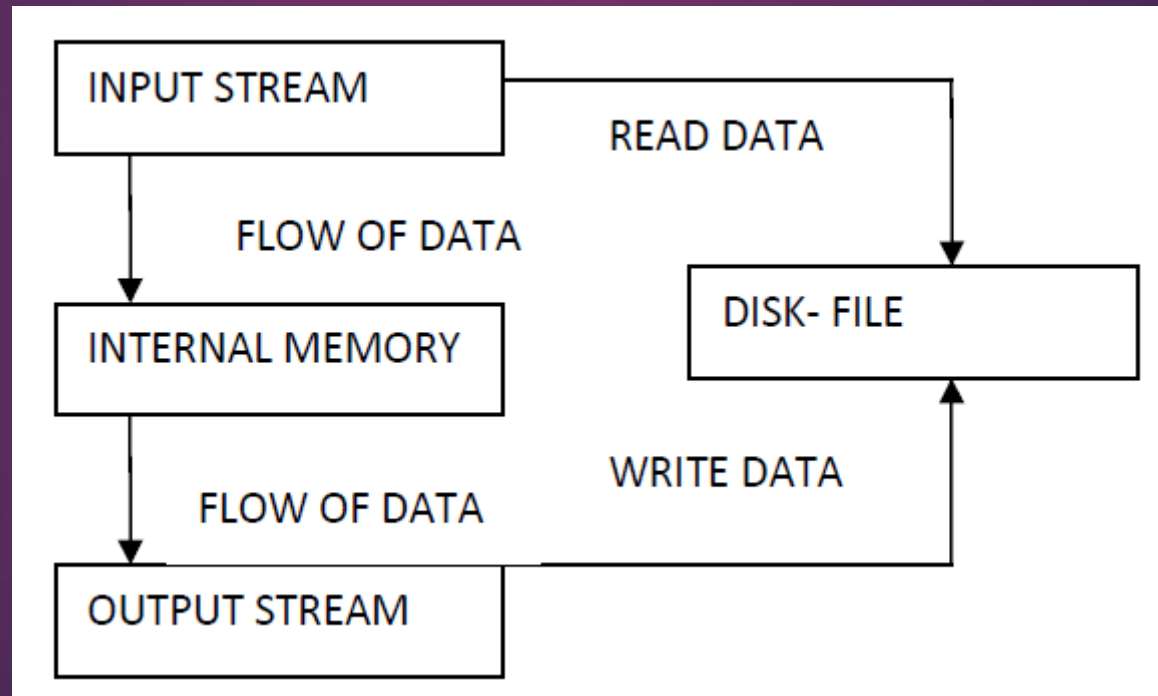 INPUT STREAM
READ DATA
FLOW OF DATA
DISK- FILE
INTERNAL MEMORY
WRITE DATA
FLOW OF DATA
OUTPUT STREAM